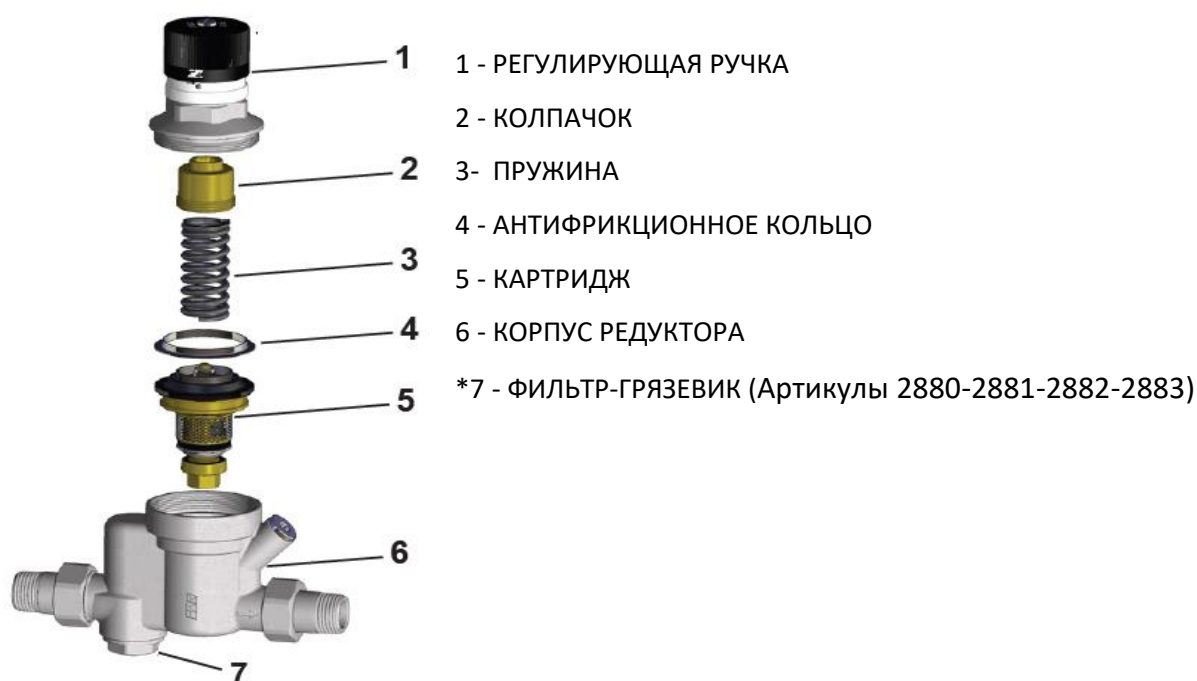 1
1 - РЕГУЛИРУЮЩАЯ РУЧКА
2 - КОЛПАЧОК
2
3- ПРУЖИНА
4 - АНТИФРИКЦИОННОЕ КОЛЬЦО
3
5 - КАРТРИДЖ
4
6 - КОРПУС РЕДУКТОРА
*7 - ФИЛЬТР-ГРЯЗЕВИК (Артикулы 2880-2881-2882-2883)
5
6
7